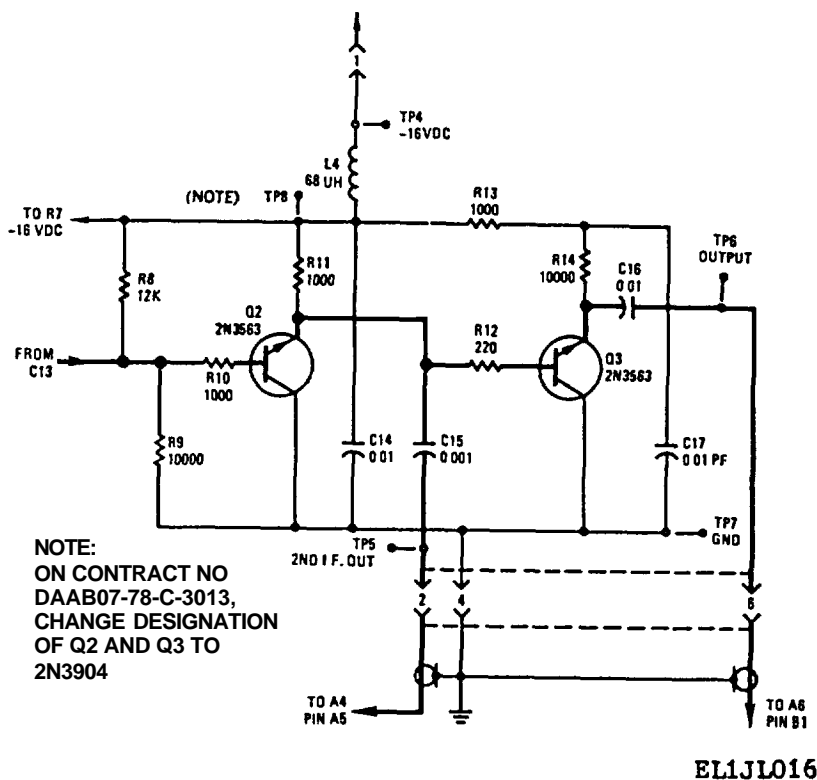 1
TP4
-16VDC
L4
68 UH
(NOTE)
TP8
R13
1000
TO R7
-16 VDC
R8
12K
R11
1000
R14
10000
C16
0.01
TP6
OUTPUT
Q2
2N3563
FROM
C13
R10
1000
R12
220
Q3
2N3563
R9
10000
C14
0.01
C15
0.001
C17
0.01 PF
TP5
2ND I F. OUT
TP7
GND
NOTE:
ON CONTRACT NO
DAAB07-78-C-3013,
CHANGE DESIGNATION
OF Q2 AND Q3 TO
2N3904
2
4
6
TO A4
PIN A5
TO A6
PIN B1
EL1JL016